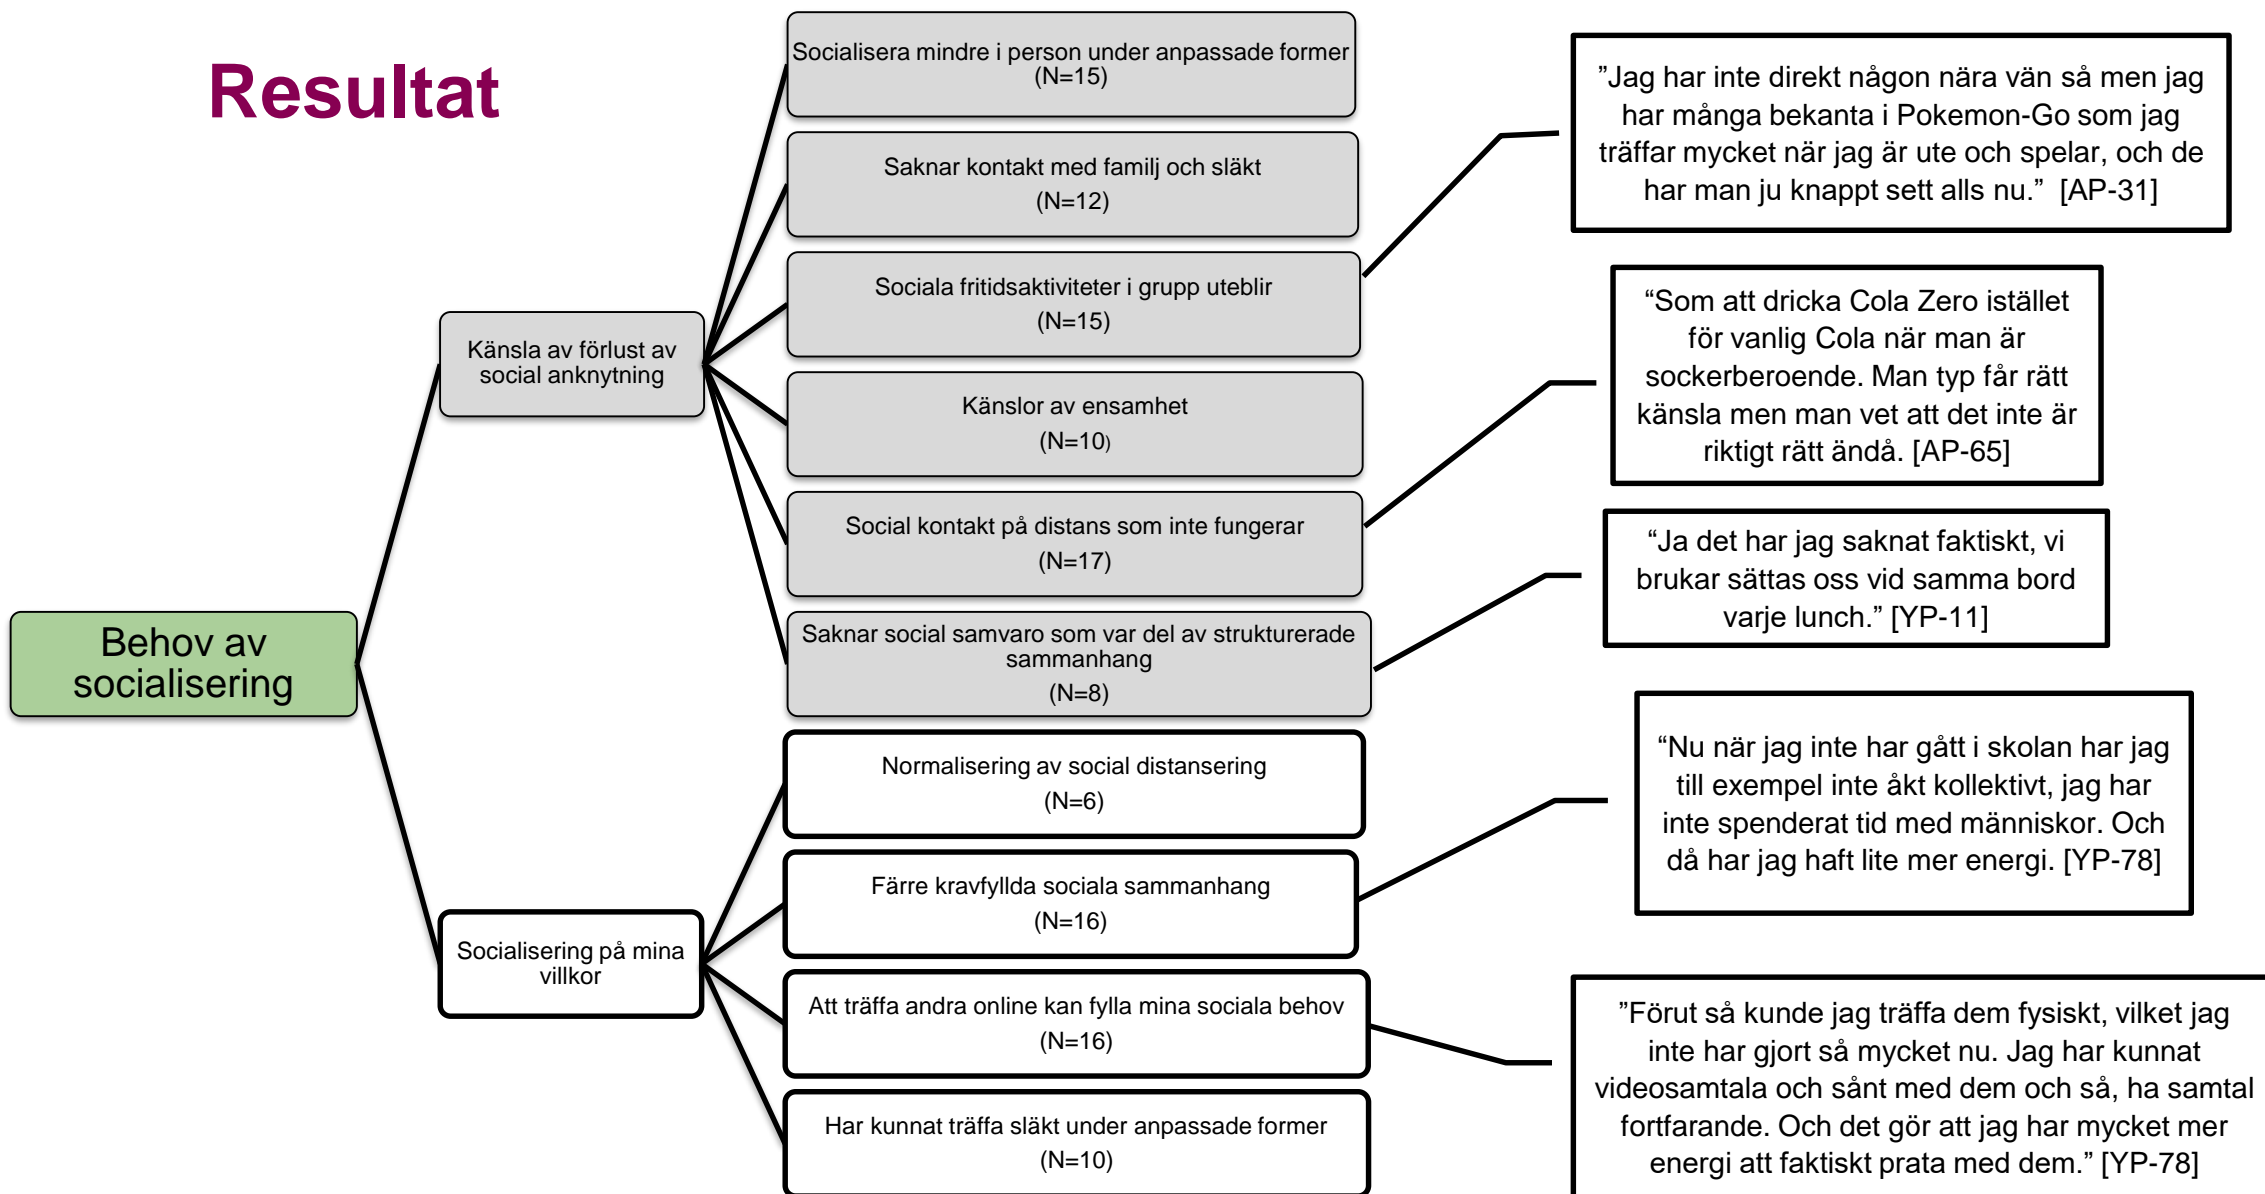 Resultat
Behov av
socialisering
Känsla av förlust av
social anknytning
Socialisera mindre i person under anpassade former
(N=15)
Saknar kontakt med familj och släkt
(N=12)
Sociala fritidsaktiviteter i grupp uteblir
(N=15)
Känslor av ensamhet
(N=10)
Social kontakt på distans som inte fungerar
(N=17)
Saknar social samvaro som var del av strukturerade
sammanhang
(N=8)
Socialisering på mina
villkor
Normalisering av social distansering
(N=6)
Färre kravfyllda sociala sammanhang
(N=16)
Att träffa andra online kan fylla mina sociala behov
(N=16)
Har kunnat träffa släkt under anpassade former
(N=10)
”Jag har inte direkt någon nära vän så men jag
har många bekanta i Pokemon-Go som jag
träffar mycket när jag är ute och spelar, och de
har man ju knappt sett alls nu.” [AP-31]
“Som att dricka Cola Zero istället
för vanlig Cola när man är
sockerberoende. Man typ får rätt
känsla men man vet att det inte är
riktigt rätt ändå. [AP-65]
“Ja det har jag saknat faktiskt, vi
brukar sättas oss vid samma bord
varje lunch.” [YP-11]
“Nu när jag inte har gått i skolan har jag
till exempel inte åkt kollektivt, jag har
inte spenderat tid med människor. Och
då har jag haft lite mer energi. [YP-78]
”Förut så kunde jag träffa dem fysiskt, vilket jag
inte har gjort så mycket nu. Jag har kunnat
videosamtala och sånt med dem och så, ha samtal
fortfarande. Och det gör att jag har mycket mer
energi att faktiskt prata med dem.” [YP-78]